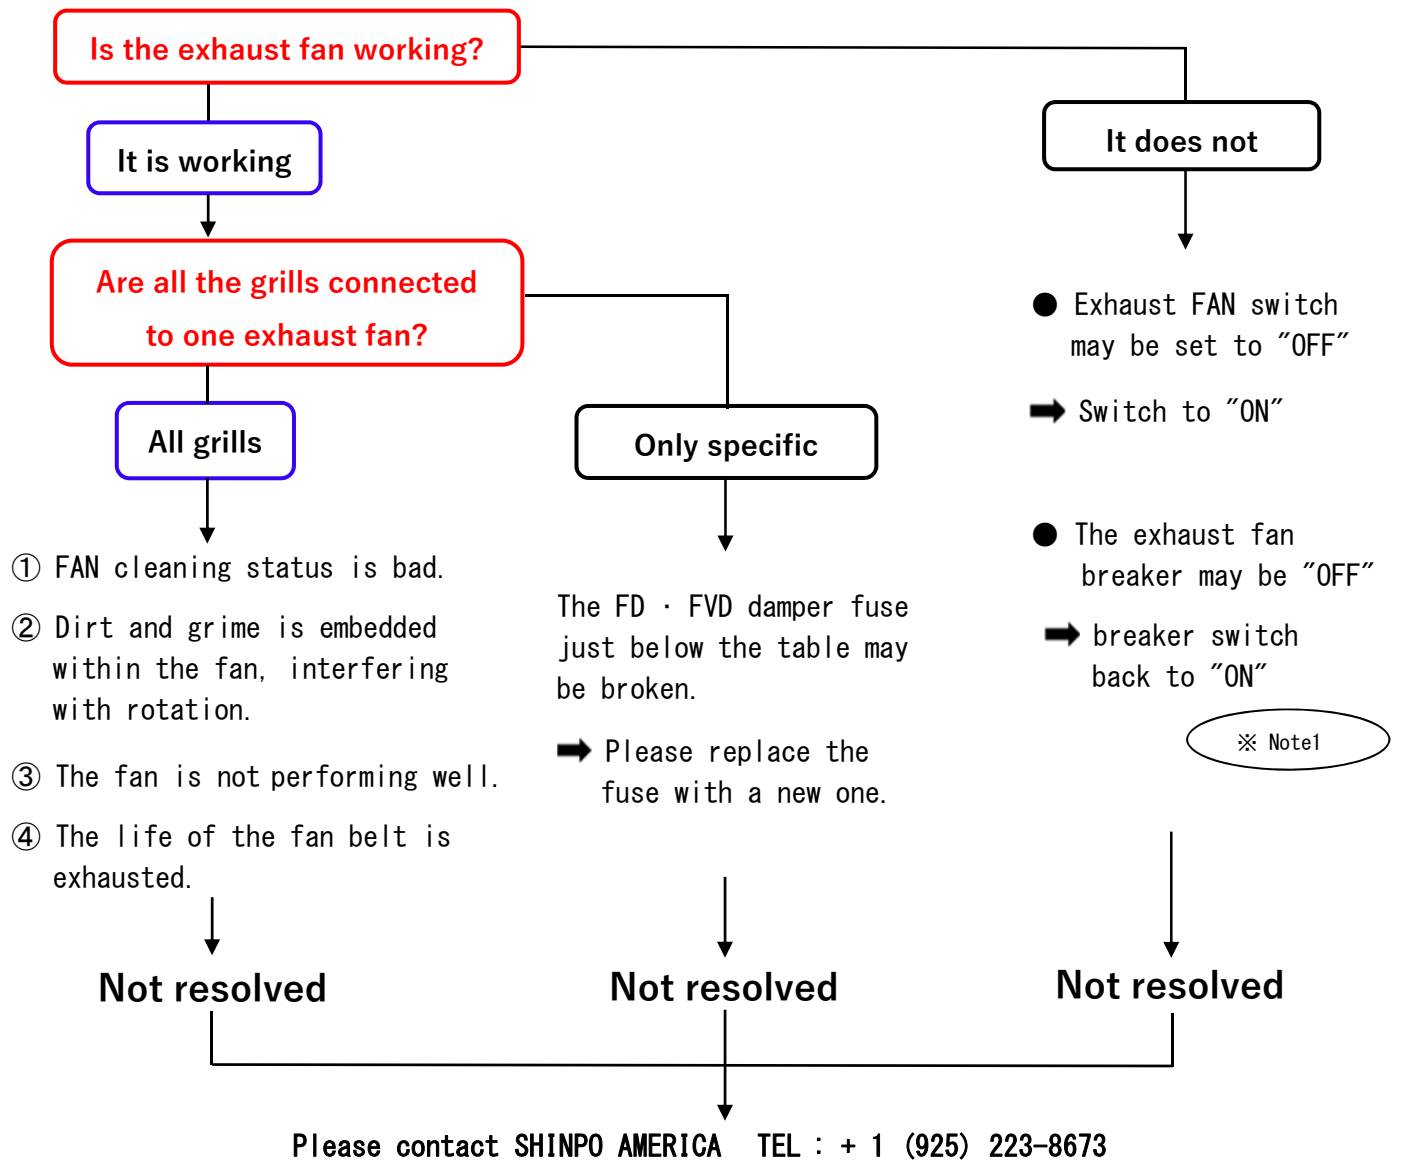 Is the exhaust fan working?
It is working
It does not
Are all the grills connected
to one exhaust fan?
All grills
Only specific
① FAN cleaning status is bad.
② Dirt and grime is embedded
within the fan, interfering
with rotation.
③ The fan is not performing well.
④ The life of the fan belt is
exhausted.
The FD · FVD damper fuse
just below the table may
be broken.
➡ Please replace the
fuse with a new one.
● Exhaust FAN switch
may be set to "OFF"
➡ Switch to "ON"
● The exhaust fan
breaker may be "OFF"
➡ breaker switch
back to "ON"
※ Note1
Not resolved
Not resolved
Not resolved
Please contact SHINPO AMERICA TEL : + 1 (925) 223-8673